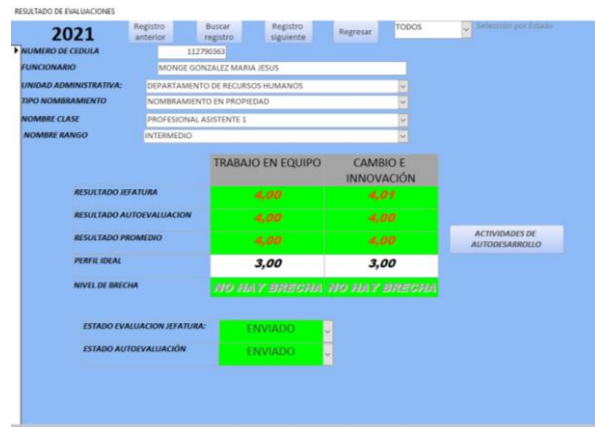 RESULTADO DE EVALUACIONES
2021
Registro anterior
Buscar registro
Registro siguiente
Regresar
TODOS
Selección por Estado
NUMERO DE CEDULA 112790363
FUNCIONARIO MONGE GONZALEZ MARIA JESUS
UNIDAD ADMINISTRATIVA: DEPARTAMENTO DE RECURSOS HUMANOS
TIPO NOMBRAMIENTO NOMBRAMIENTO EN PROPIEDAD
NOMBRE CLASE PROFESIONAL ASISTENTE 1
NOMBRE RANGO INTERMEDIO
TRABAJO EN EQUIPO
CAMBIO E
INNOVACIÓN
RESULTADO JEFATURA 4,00 4,01
RESULTADO AUTOEVALUACION 4,00 4,00
RESULTADO PROMEDIO 4,00 4,00
ACTIVIDADES DE
AUTODESARROLLO
PERFIL IDEAL 3,00 3,00
NIVEL DE BRECHA NO HAY BRECHA NO HAY BRECHA
ESTADO EVALUACION JEFATURA: ENVIADO
ESTADO AUTOEVALUACIÓN ENVIADO